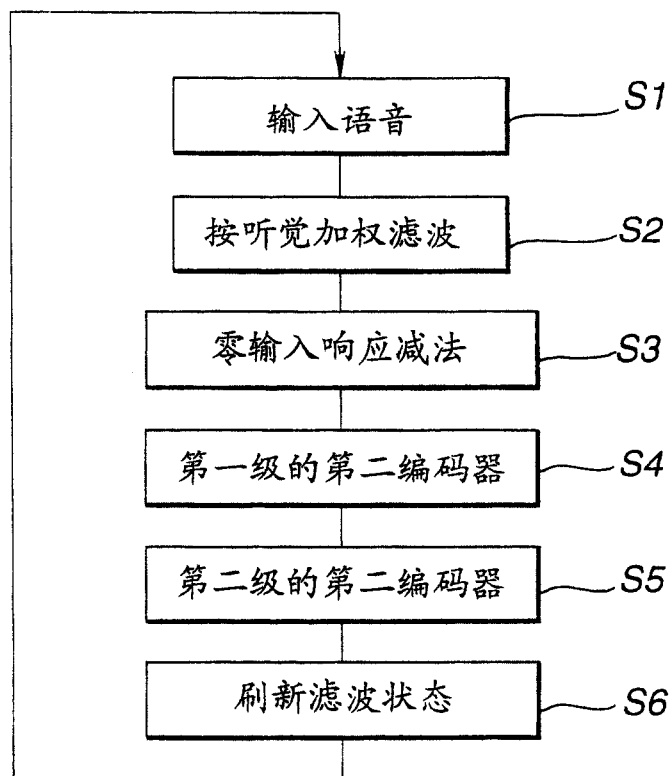 输入语音 S1
按听觉加权滤波 S2
零输入响应减法 S3
第一级的第二编码器 S4
第二级的第二编码器 S5
刷新滤波状态 S6